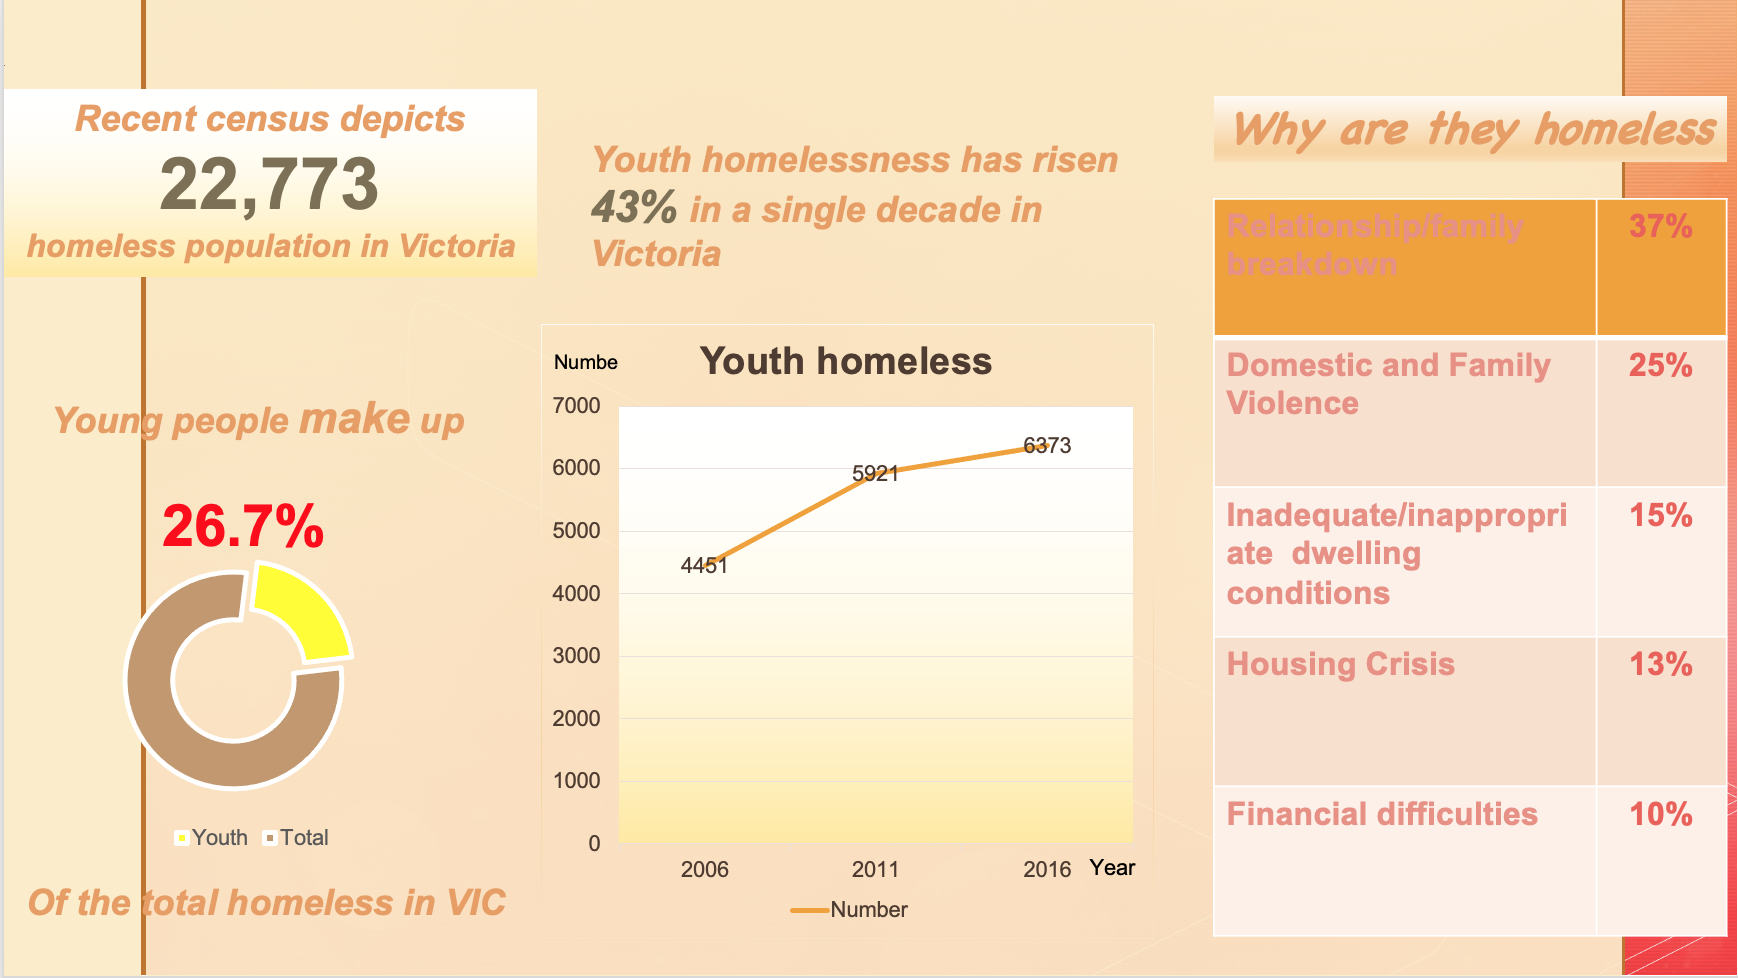 Recent census depicts
22,773
homeless population in Victoria
Young people make up
26.7%
Youth Total
Of the total homeless in VIC
Youth homelessness has risen
43% in a single decade in
Victoria
Numbe
Youth homeless
7000
6000
5000
4000
3000
2000
1000
0
4451
5921
6373
2006 2011 2016 Year
Number
Why are they homeless
Relationship/family 37%
breakdown
Domestic and Family 25%
Violence
Inadequate/inappropri 15%
ate dwelling
conditions
Housing Crisis 13%
Financial difficulties 10%